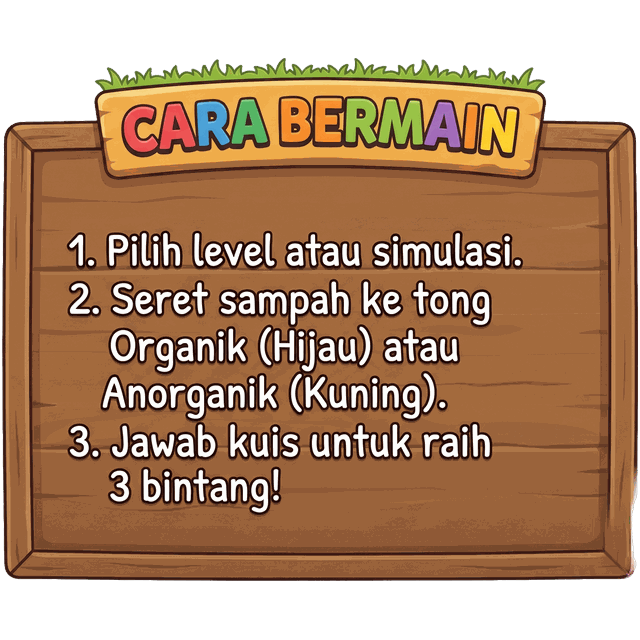 CARA BERMAIN
1. Pilih level atau simulasi.
2. Seret sampah ke tong
Organik (Hijau) atau
Anorganik (Kuning).
3. Jawab kuis untuk raih
3 bintang!